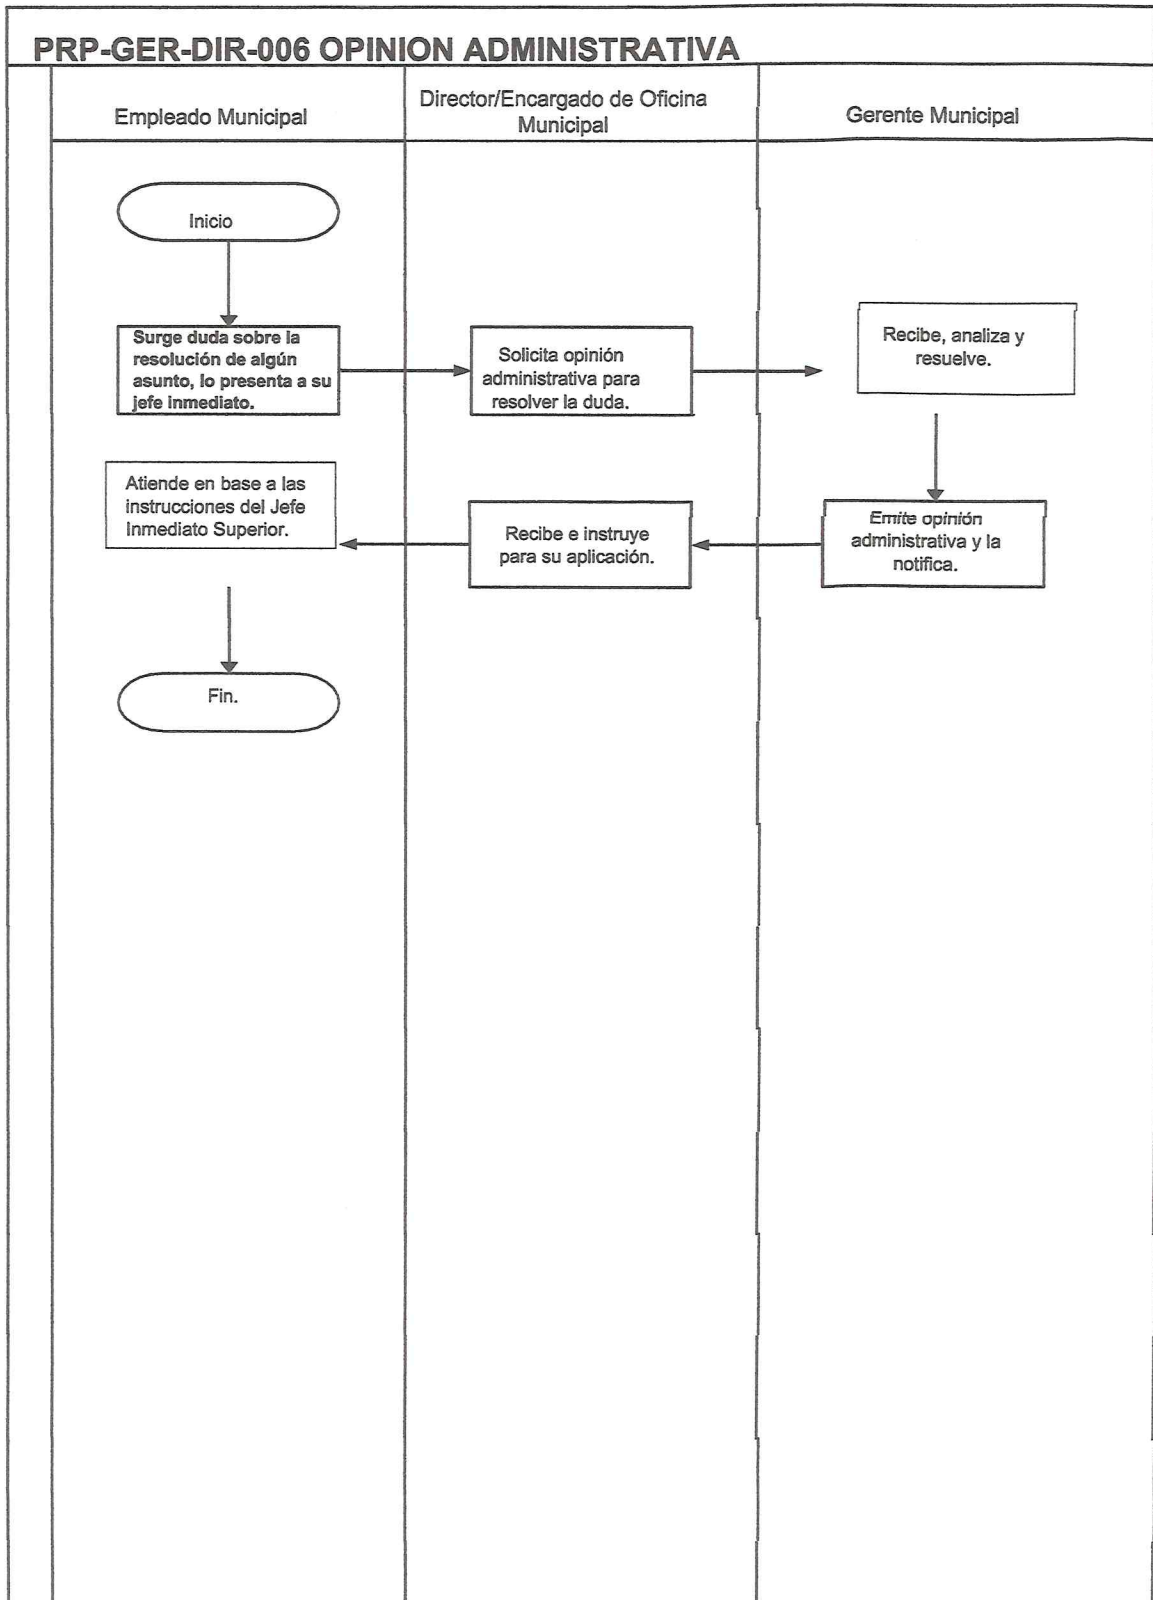 PRP-GER-DIR-006 OPINION ADMINISTRATIVA
Empleado Municipal
Director/Encargado de Oficina
Municipal
Gerente Municipal
Inicio
Surge duda sobre la
resolución de algún
asunto, lo presenta a su
jefe inmediato.
Solicita opinión
administrativa para
resolver la duda.
Recibe, analiza y
resuelve.
Emite opinión
administrativa y la
notifica.
Recibe e instruye
para su aplicación.
Atiende en base a las
instrucciones del Jefe
Inmediato Superior.
Fin.